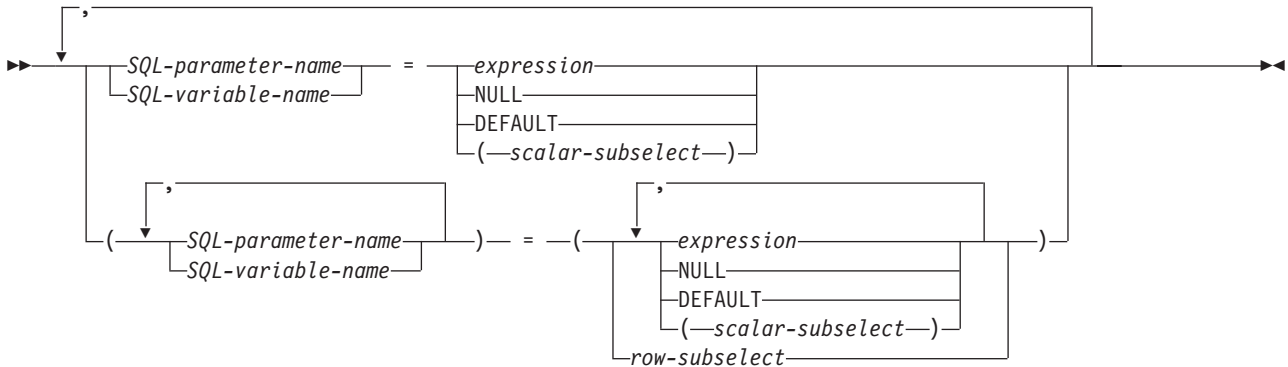 ,
SQL-parameter-name = expression
SQL-variable-name NULL
DEFAULT
(scalar-subselect)
, ,
( SQL-parameter-name ) = ( expression )
SQL-variable-name NULL
DEFAULT
(scalar-subselect)
row-subselect